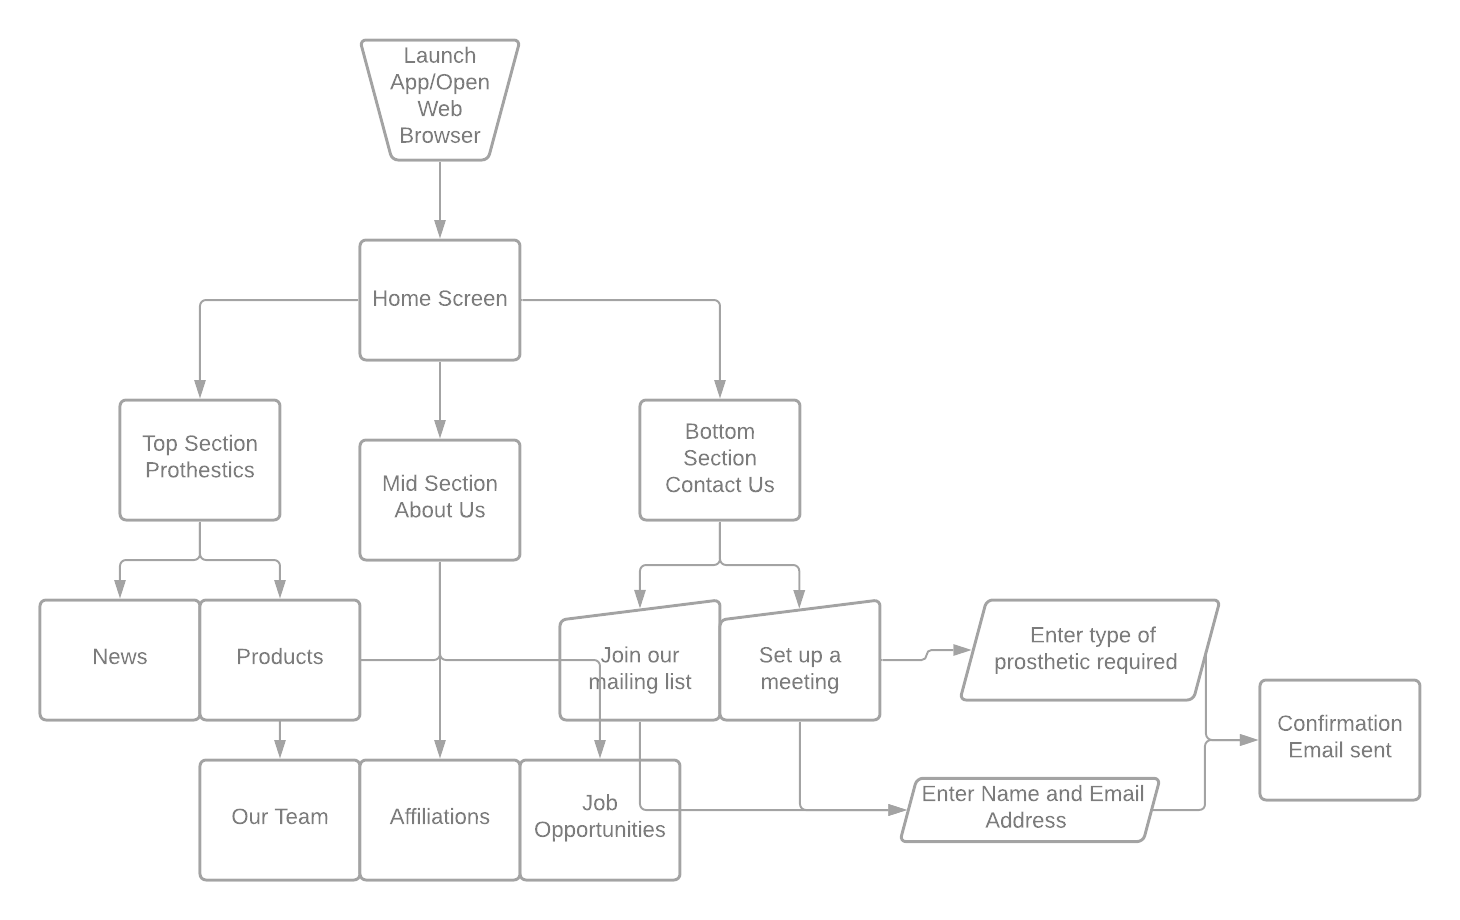 Launch
App/Open
Web
Browser
Home Screen
Top Section
Prothestics
Mid Section
About Us
Bottom
Section
Contact Us
News
Products
Join our
mailing list
Set up a
meeting
Enter type of
prosthetic required
Confirmation
Email sent
Our Team
Affiliations
Job
Opportunities
Enter Name and Email
Address